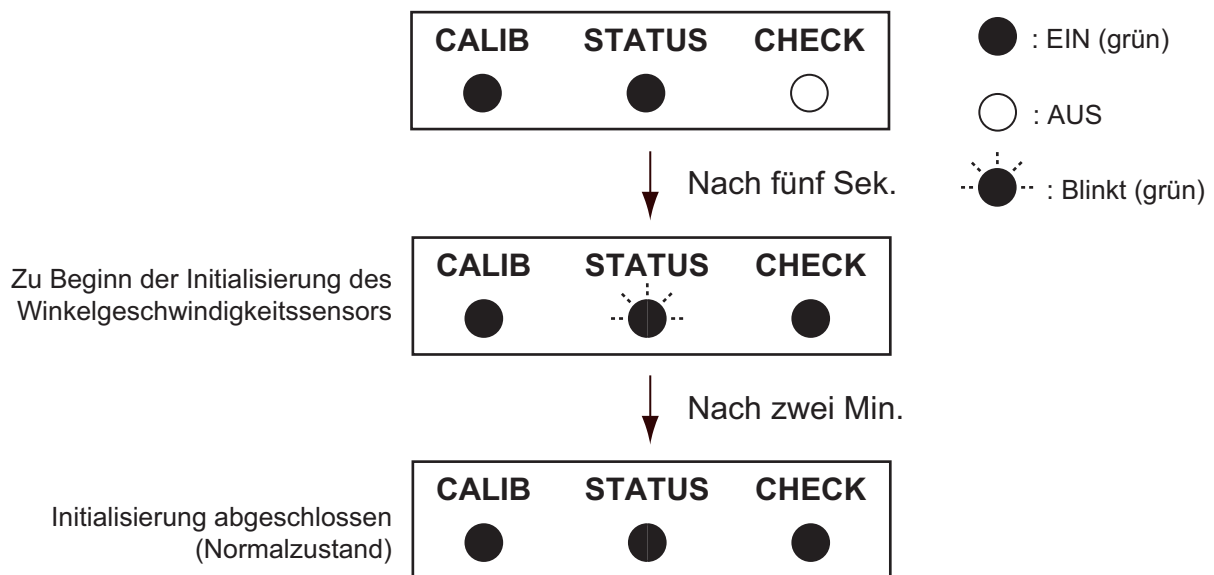 CALIB STATUS CHECK
: EIN (grün)
: AUS
: Blinkt (grün)
Nach fünf Sek.
Zu Beginn der Initialisierung des
Winkelgeschwindigkeitssensors
CALIB STATUS CHECK
Nach zwei Min.
Initialisierung abgeschlossen
(Normalzustand)
CALIB STATUS CHECK